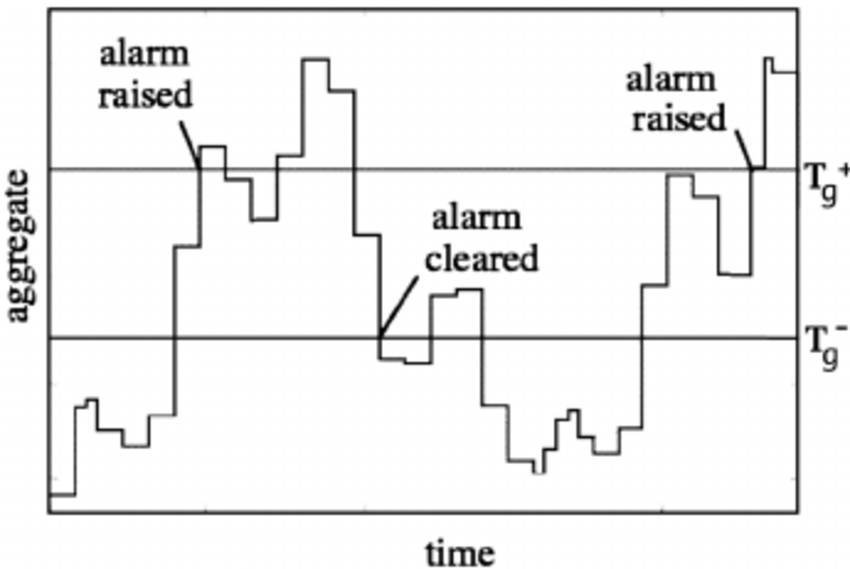 alarm
raised
alarm
raised
T_g^+
alarm
cleared
T_g^-
aggregate
time